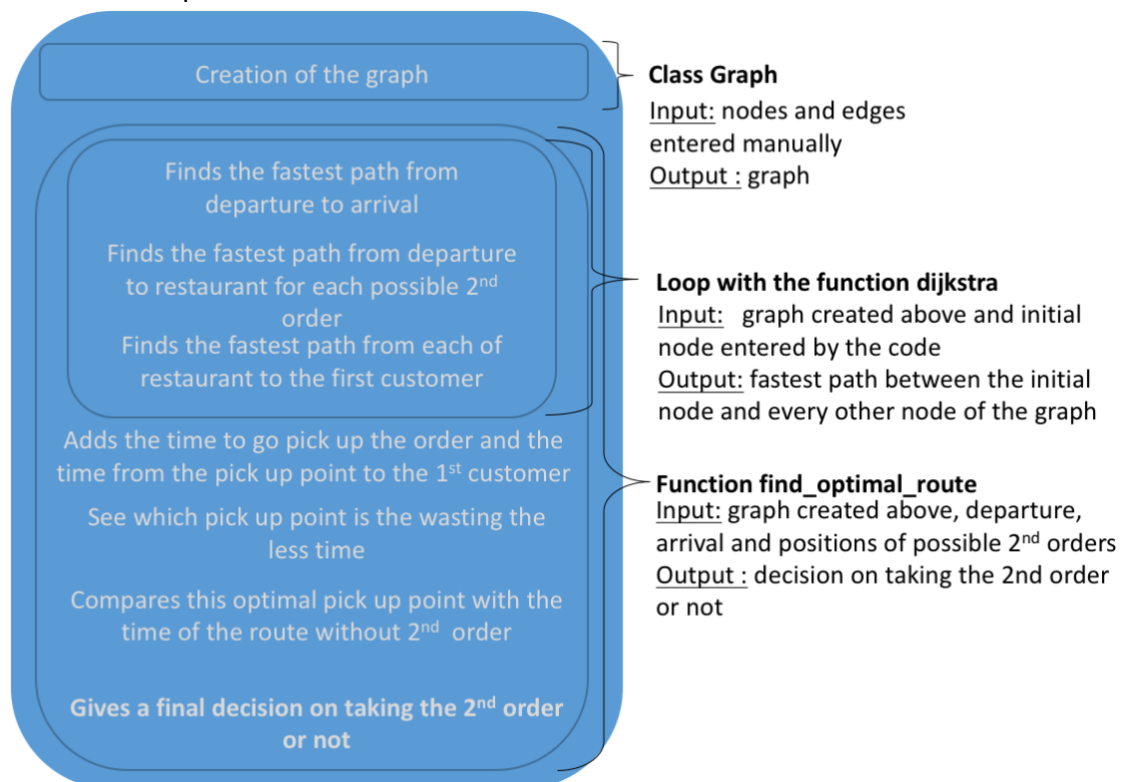 Creation of the graph
Class Graph
Input: nodes and edges
entered manually
Output : graph
Finds the fastest path from
departure to arrival
Finds the fastest path from departure
to restaurant for each possible 2nd
order
Finds the fastest path from each of
restaurant to the first customer
Loop with the function dijkstra
Input: graph created above and initial
node entered by the code
Output: fastest path between the initial
node and every other node of the graph
Adds the time to go pick up the order and the
time from the pick up point to the 1st customer
See which pick up point is the wasting the
less time
Compares this optimal pick up point with the
time of the route without 2nd order
Gives a final decision on taking the 2nd order
or not
Function find_optimal_route
Input: graph created above, departure,
arrival and positions of possible 2nd orders
Output : decision on taking the 2nd order
or not